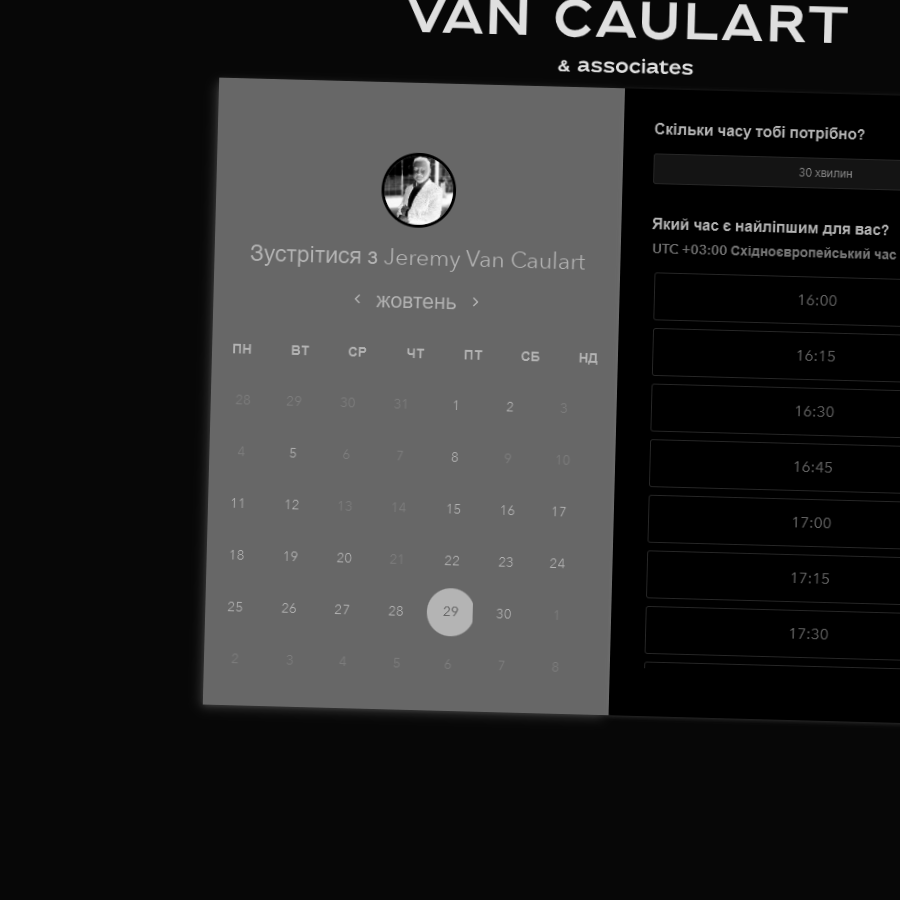 VAN CAULART
& associates
Зустрітися з Jeremy Van Caulart
жовтень
ПН ВТ СР ЧТ ПТ СБ НД
28 29 30 31 1 2 3
4 5 6 7 8 9 10
11 12 13 14 15 16 17
18 19 20 21 22 23 24
25 26 27 28 29 30 1
2 3 4 5 6 7 8
Скільки часу тобі потрібно?
30 хвилин
Який час є найліпшим для вас?
UTC +03:00 Східноєвропейський час
16:00
16:15
16:30
16:45
17:00
17:15
17:30